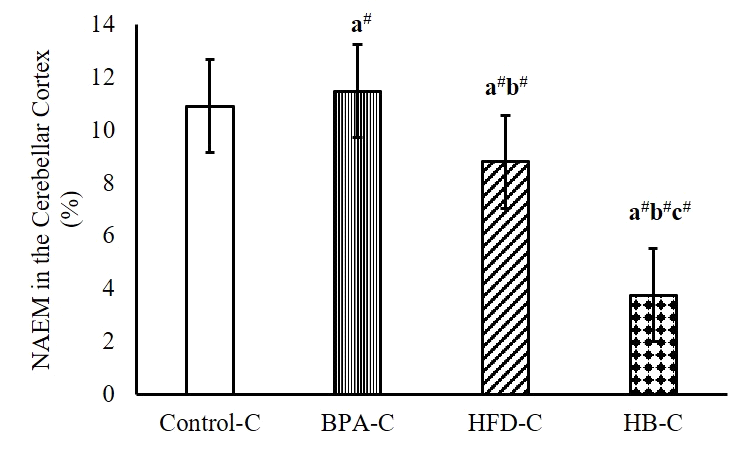 NAEM in the Cerebellar Cortex
(%)
14
12
10
8
6
4
2
0
a#
a#b#
a#b#c#
Control-C
BPA-C
HFD-C
HB-C